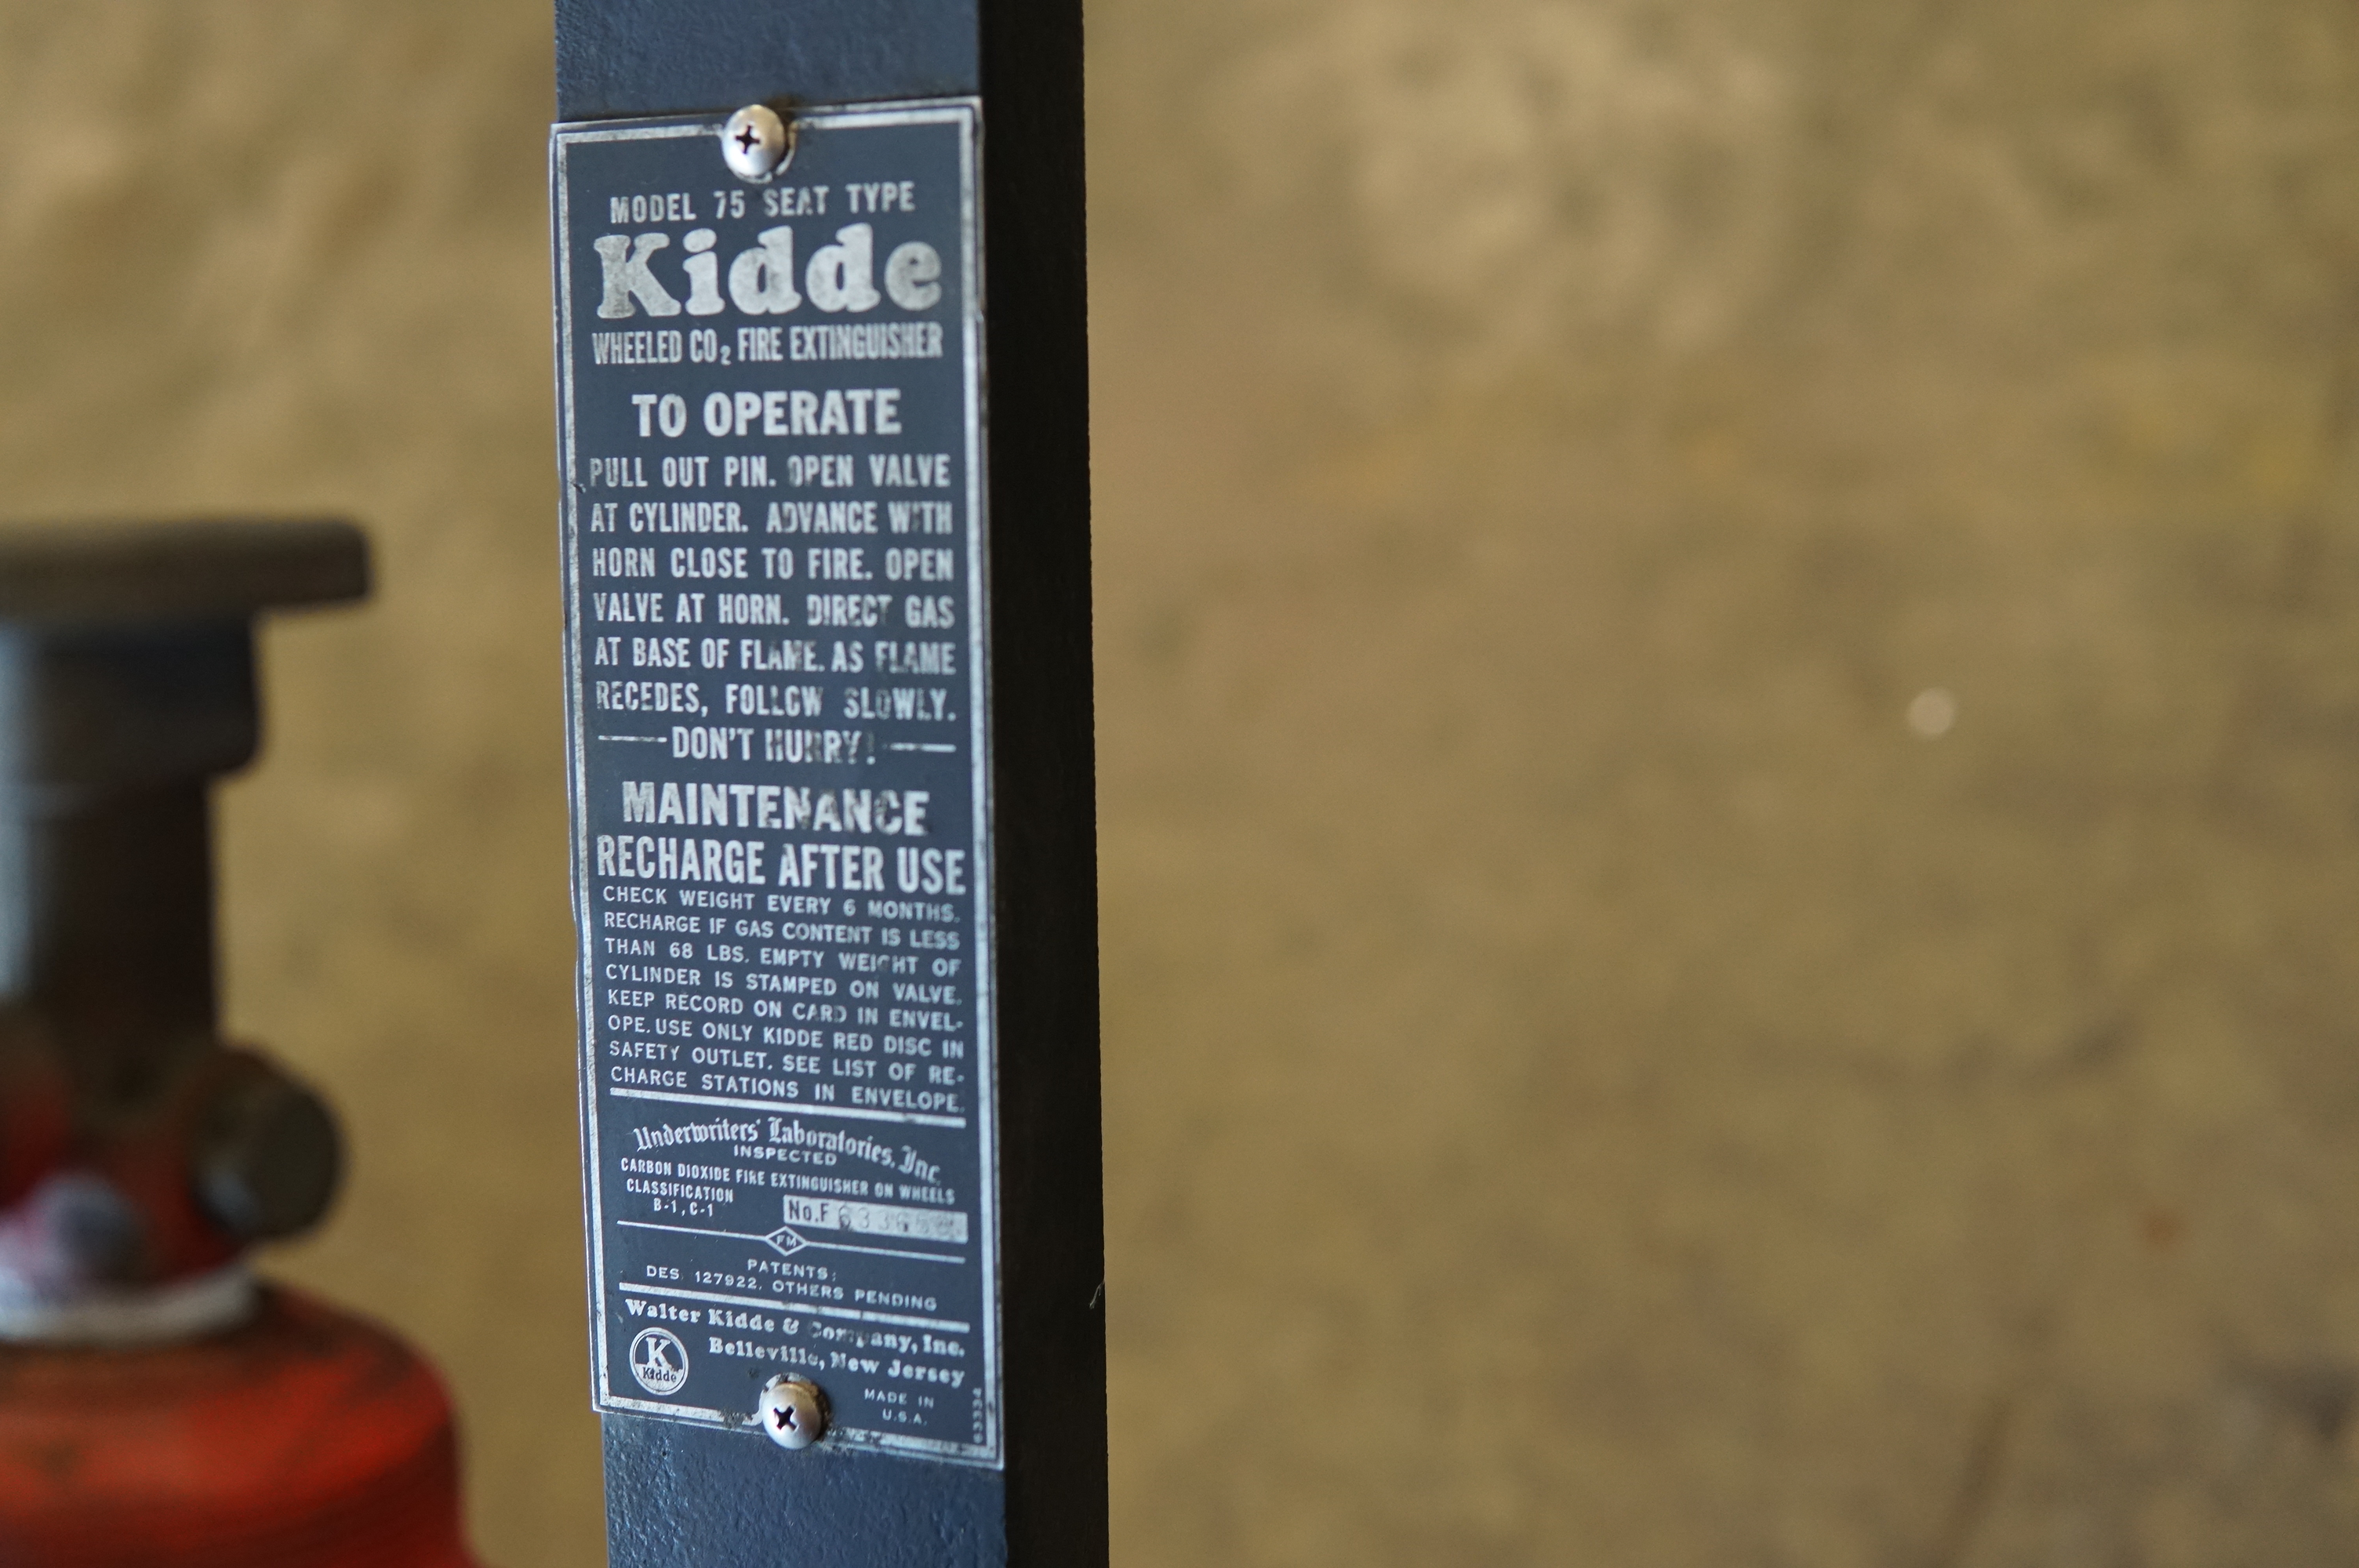 MODEL 75 SEAT TYPE
Kidde
WHEELED CO₂ FIRE EXTINGUISHER
TO OPERATE
PULL OUT PIN. OPEN VALVE
AT CYLINDER. ADVANCE WITH
HORN CLOSE TO FIRE. OPEN
VALVE AT HORN. DIRECT GAS
AT BASE OF FLAME. AS FLAME
RECEDES, FOLLOW SLOWLY.
DON'T HURRY!
MAINTENANCE
RECHARGE AFTER USE
CHECK WEIGHT EVERY 6 MONTHS.
RECHARGE IF GAS CONTENT IS LESS
THAN 68 LBS. EMPTY WEIGHT OF
CYLINDER IS STAMPED ON VALVE.
KEEP RECORD ON CARD IN ENVEL-
OPE. USE ONLY KIDDE RED DISC IN
SAFETY OUTLET. SEE LIST OF RE-
CHARGE STATIONS IN ENVELOPE.
Underwriters' Laboratories, Inc.
INSPECTED
CARBON DIOXIDE FIRE EXTINGUISHER ON WHEELS
CLASSIFICATION
B-1, C-1
No. F
FM
PATENTS:
DES. 127922. OTHERS PENDING
Walter Kidde & Company, Inc.
Belleville, New Jersey
K
Kidde
MADE IN
U.S.A.